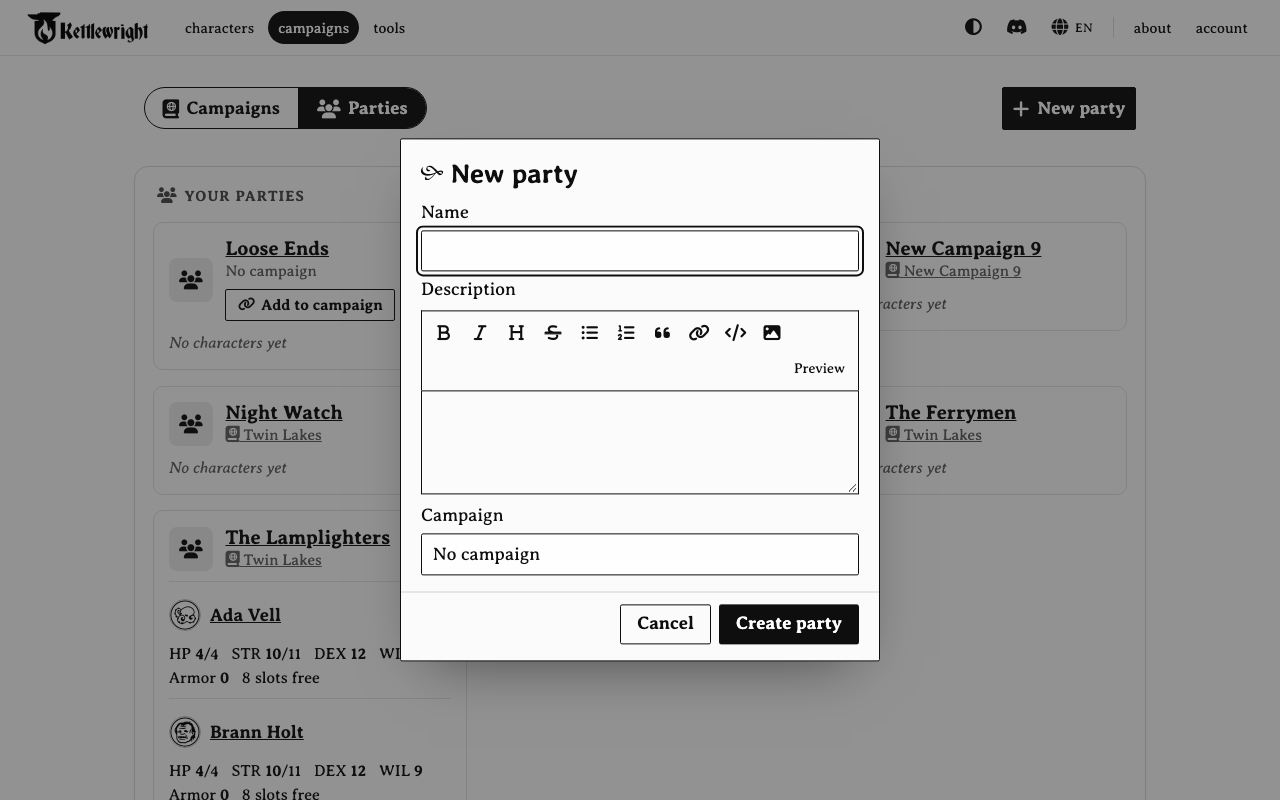 Kettlewright
characters
campaigns
tools
EN
about
account
Campaigns
Parties
New party
YOUR PARTIES
Loose Ends
No campaign
Add to campaign
No characters yet
New Campaign 9
New Campaign 9
yet
Night Watch
Twin Lakes
No characters yet
The Ferrymen
Twin Lakes
yet
The Lamplighters
Twin Lakes
Ada Vell
HP 4/4 STR 10/11 DEX 12
Armor 0 8 slots free
Brann Holt
HP 4/4 STR 10/11 DEX 12 WIL 9
Armor 0 8 slots free
New party
Name
Description
B I H S
Preview
Campaign
No campaign
Cancel
Create party